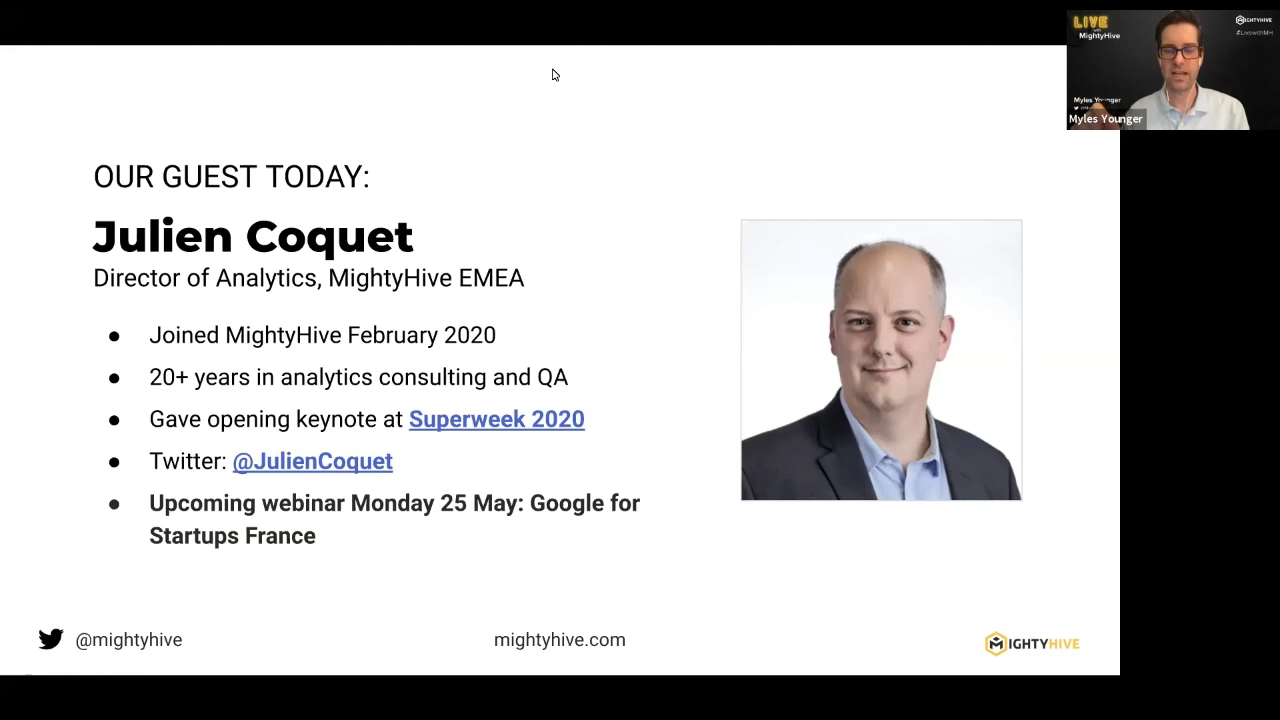 OUR GUEST TODAY:
Julien Coquet
Director of Analytics, MightyHive EMEA
● Joined MightyHive February 2020
● 20+ years in analytics consulting and QA
● Gave opening keynote at Superweek 2020
● Twitter: @JulienCoquet
● Upcoming webinar Monday 25 May: Google for
Startups France
@mightyhive
mightyhive.com
MIGHTYHIVE
LIVE
with
MightyHive
MIGHTYHIVE
#LivewithMH
Myles Younger
Myles Younger